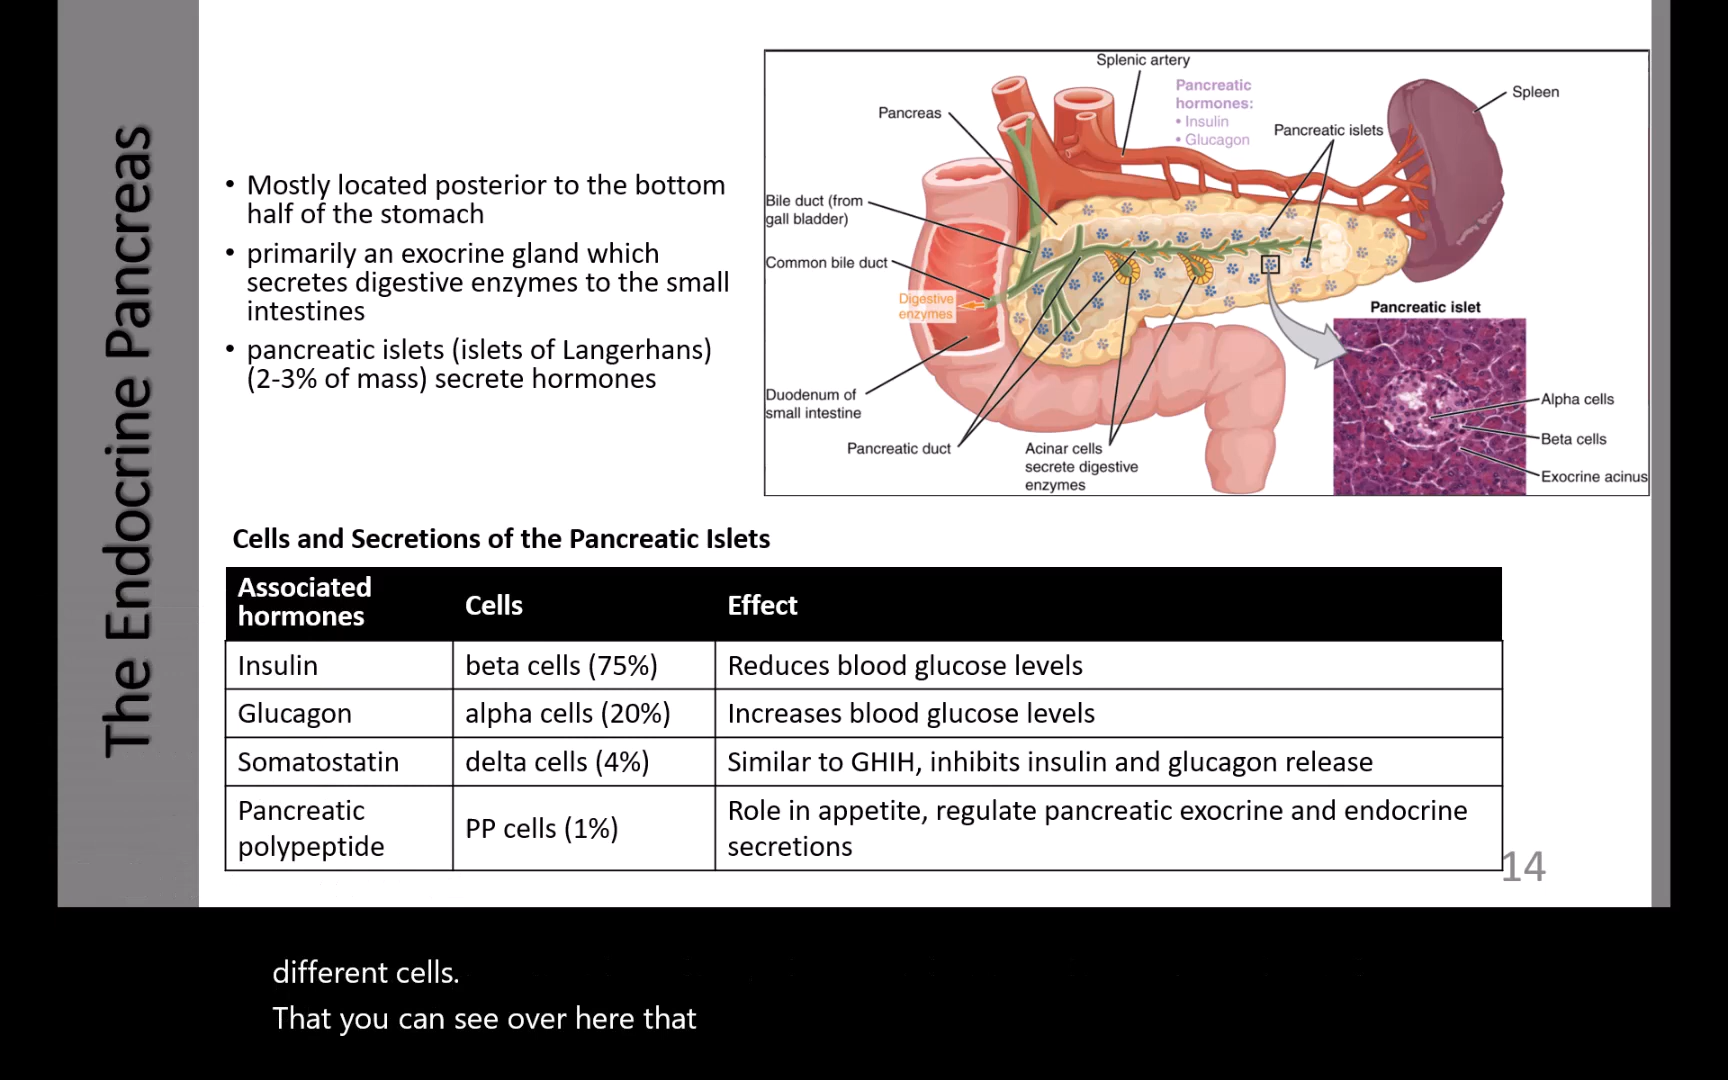 The Endocrine Pancreas
• Mostly located posterior to the bottom
half of the stomach
• primarily an exocrine gland which
secretes digestive enzymes to the small
intestines
• pancreatic islets (islets of Langerhans)
(2-3% of mass) secrete hormones
Splenic artery
Pancreatic
hormones:
• Insulin
• Glucagon
Spleen
Pancreas
Pancreatic islets
Bile duct (from
gall bladder)
Common bile duct
Digestive
enzymes
Pancreatic islet
Duodenum of
small intestine
Alpha cells
Beta cells
Exocrine acinus
Pancreatic duct
Acinar cells
secrete digestive
enzymes
Cells and Secretions of the Pancreatic Islets
Associated
hormones
Cells
Effect
Insulin
beta cells (75%)
Reduces blood glucose levels
Glucagon
alpha cells (20%)
Increases blood glucose levels
Somatostatin
delta cells (4%)
Similar to GHIH, inhibits insulin and glucagon release
Pancreatic
polypeptide
PP cells (1%)
Role in appetite, regulate pancreatic exocrine and endocrine
secretions
14
different cells.
That you can see over here that